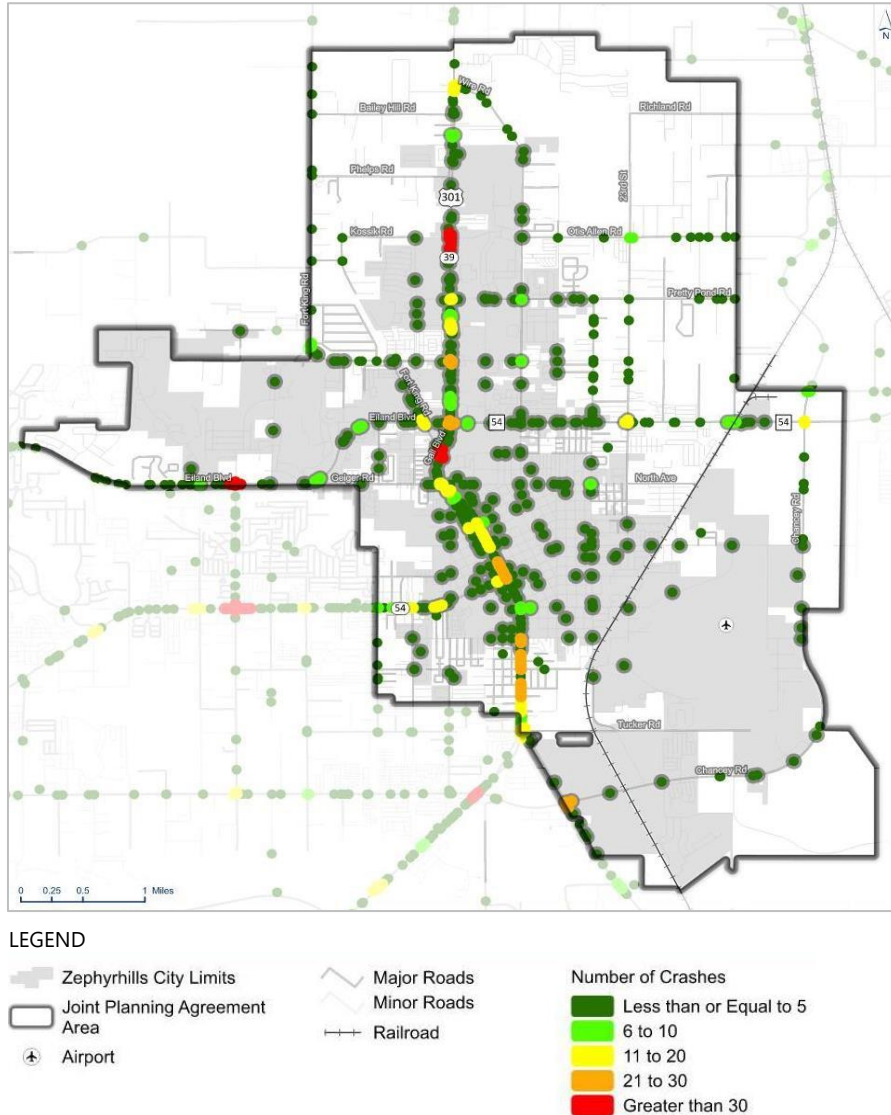 N
Wire Rd
Bailey Hill Rd
Richland Rd
Phelps Rd
23rd St
301
Kossik Rd
Otis Allen Rd
39
Fort King Rd
Pretty Pond Rd
Fort King Rd
Eiland Blvd
54
54
Gall Blvd
Eiland Blvd
Geiger Rd
North Ave
Chancey Rd
54
Tucker Rd
Chancey Rd
0 0.25 0.5 1 Miles
LEGEND
Zephyrhills City Limits
Joint Planning Agreement
Area
Airport
Major Roads
Minor Roads
Railroad
Number of Crashes
Less than or Equal to 5
6 to 10
11 to 20
21 to 30
Greater than 30